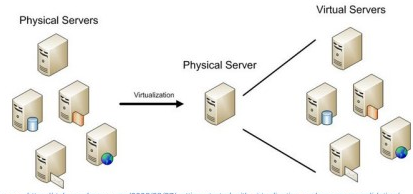 Physical Servers
Virtual Servers
Physical Server
Virtualization